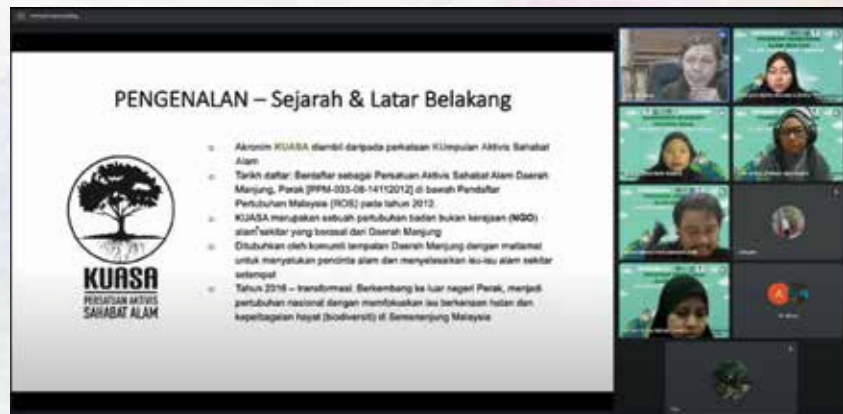 PENGENALAN – Sejarah & Latar Belakang
Akronim KUASA diambil daripada perkataan KUmpulan Aktivis Sahabat
Alam
Tarikh daftar: Berdaftar sebagai Persatuan Aktivis Sahabat Alam Daerah
Manjung, Perak [PPM-003-08-14112012] di bawah Pendaftar
Pertubuhan Malaysia (ROS) pada tahun 2012.
KUASA merupakan sebuah pertubuhan badan bukan kerajaan (NGO)
alam sekitar yang berasal dari Daerah Manjung
Ditubuhkan oleh komuniti tempatan Daerah Manjung dengan matlamat
untuk menyatukan pencinta alam dan menyelesaikan isu-isu alam sekitar
setempat
Tahun 2016 – transformasi: Berkembang ke luar negeri Perak, menjadi
pertubuhan nasional dengan memfokuskan isu berkenaan hutan dan
kepelbagaian hayat (biodiversiti) di Semenanjung Malaysia
KUASA
PERSATUAN AKTIVIS
SAHABAT ALAM
A